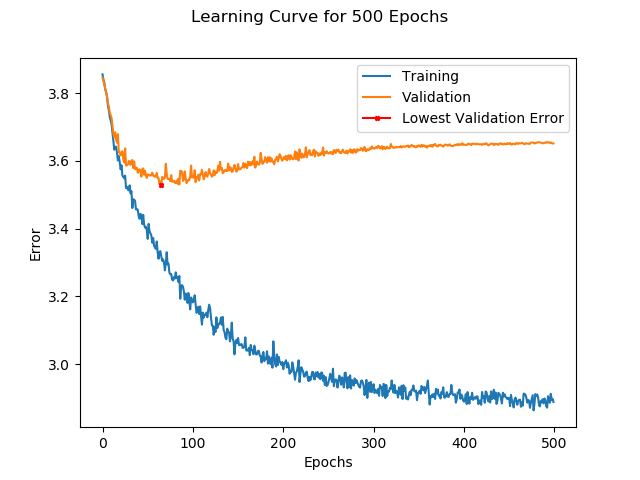 Learning Curve for 500 Epochs
Training
Validation
Lowest Validation Error
3.8
3.6
3.4
3.2
3.0
Error
0 100 200 300 400 500
Epochs